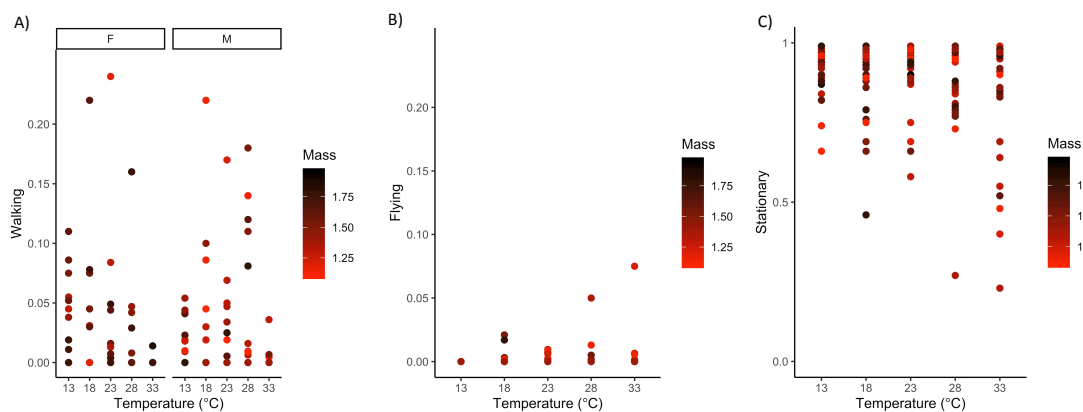 A)
F
M
Walking
0.20
0.15
0.10
0.05
0.00
13 18 23 28 33 13 18 23 28 33
Temperature (°C)
Mass
1.75
1.50
1.25
B)
Flying
0.20
0.15
0.10
0.05
0.00
13 18 23 28 33
Temperature (°C)
Mass
1.75
1.50
1.25
C)
Stationary
1
0.5
0.0
13 18 23 28 33
Temperature (°C)
Mass
1
1
1